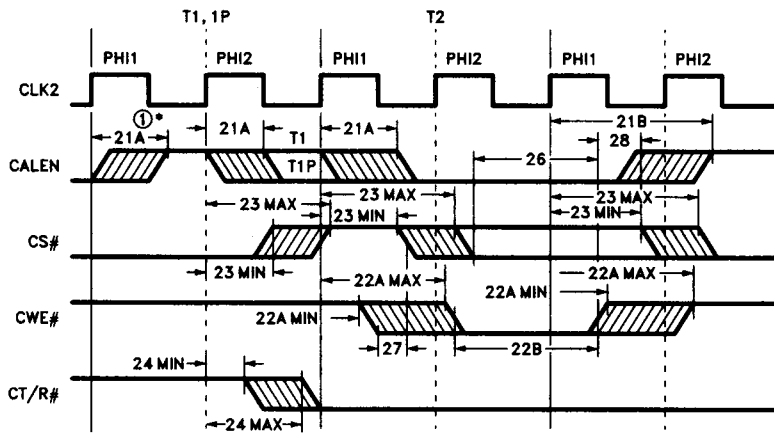 T1, 1P T2
PHI1 PHI2 PHI1 PHI2 PHI1 PHI2
CLK2
①*
21A 21A T1 21A 21B
28
CALEN T1P 26
23 MAX 23 MAX 23 MAX
23 MIN 23 MIN
CS#
23 MIN 22A MAX 22A MAX
22A MIN
CWE#
22A MIN
27 22B
24 MIN
CT/R#
24 MAX